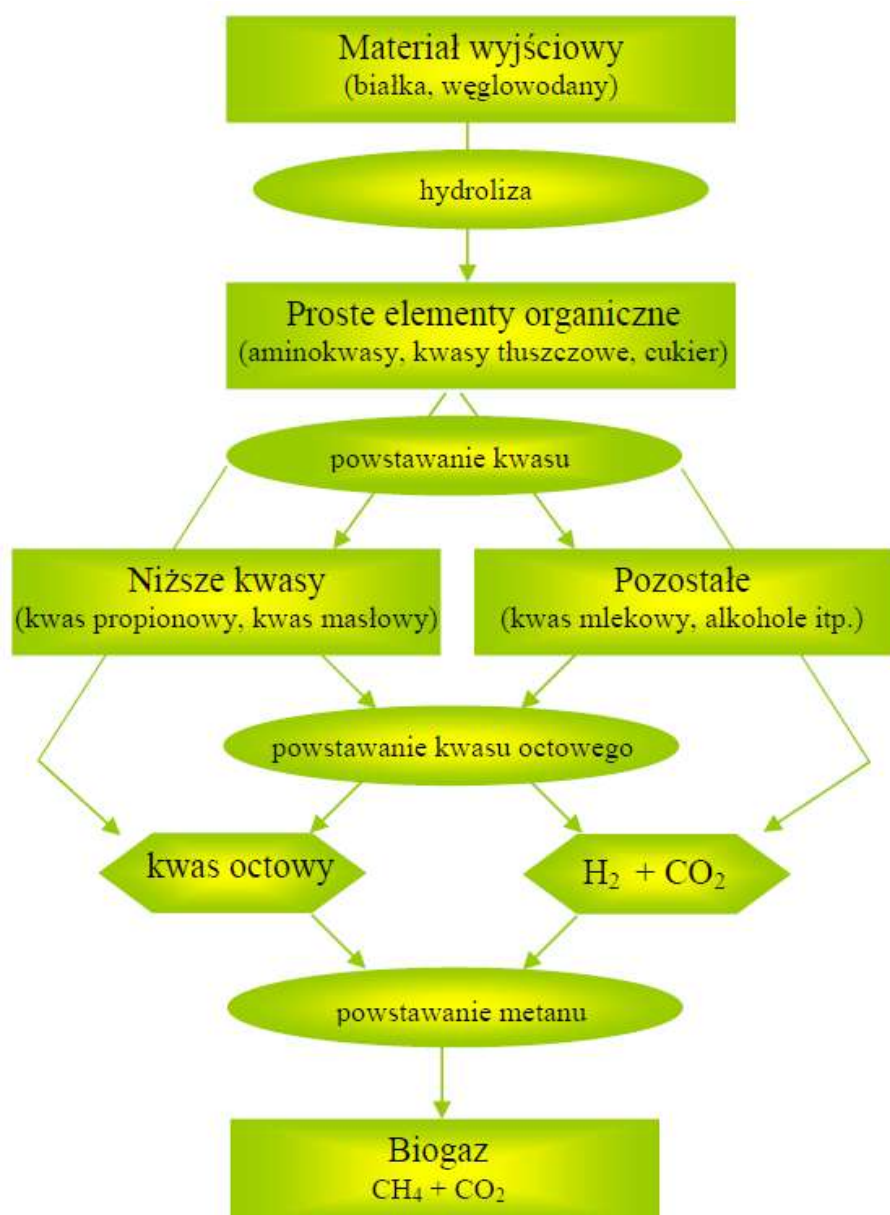 Materiał wyjściowy
(białka, węglowodany)
hydroliza
Proste elementy organiczne
(aminokwasy, kwasy tłuszczowe, cukier)
powstawanie kwasu
Niższe kwasy
(kwas propionowy, kwas masłowy)
Pozostałe
(kwas mlekowy, alkohole itp.)
powstawanie kwasu octowego
kwas octowy
H₂ + CO₂
powstawanie metanu
Biogaz
CH₄ + CO₂